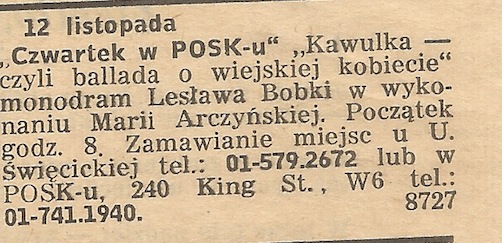 12 listopada
„Czwartek w POSK-u“ „Kawulka —
czyli ballada o wiejskiej kobiecie“
monodram Lesława Bobki w wyko-
naniu Marii Arczyńskiej. Początek
godz. 8. Zamawianie miejsc u U.
Święcickiej tel.: 01-579.2672 lub w
POSK-u, 240 King St., W6 tel.:
01-741.1940. 8727